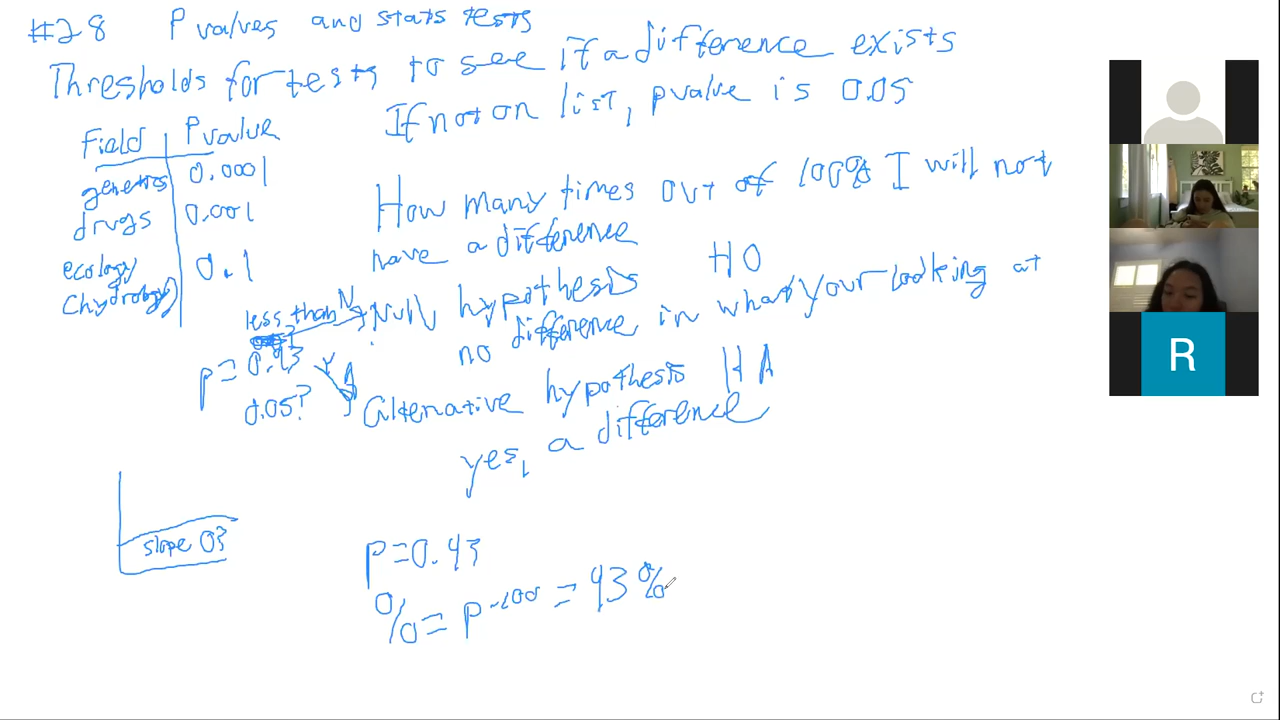 #28 P values and stats tests
Thresholds for tests to see if a difference exists
If not on list, pvalue is 0.05
Field Pvalue
genetics 0.0001
drugs 0.001
ecology 0.1
Chydrology)
How many times out of 100% I will not
have a difference
Null hypothesis HO
no difference in what your looking at
less than N
p=0.43 Y
0.05?
alternative hypothesis HA
yes, a difference
slope 0?
p=0.43
%=p·100=43%
R